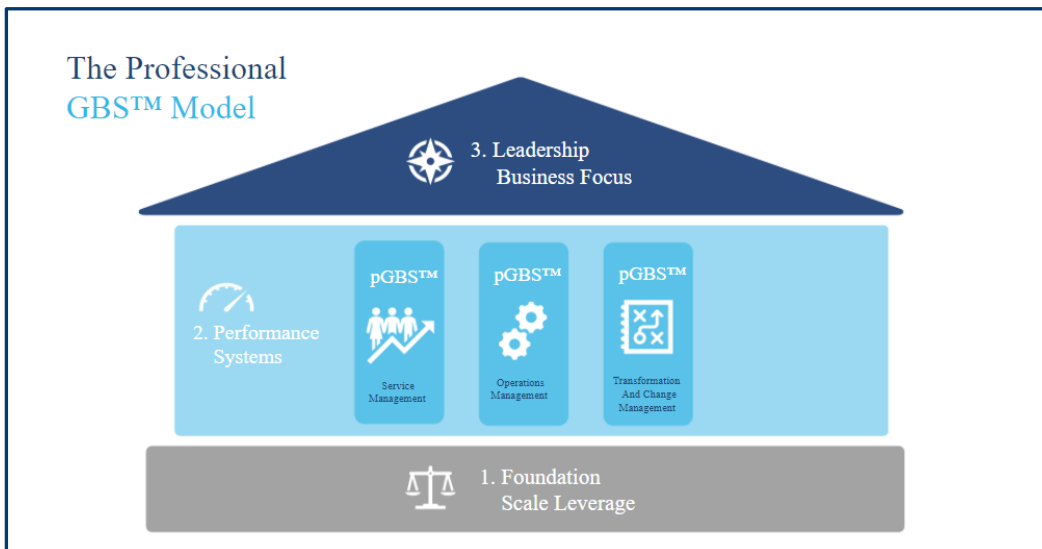 The Professional
GBS™ Model
3. Leadership
Business Focus
2. Performance
Systems
pGBS™
Service
Management
pGBS™
Operations
Management
pGBS™
Transformation
And Change
Management
1. Foundation
Scale Leverage